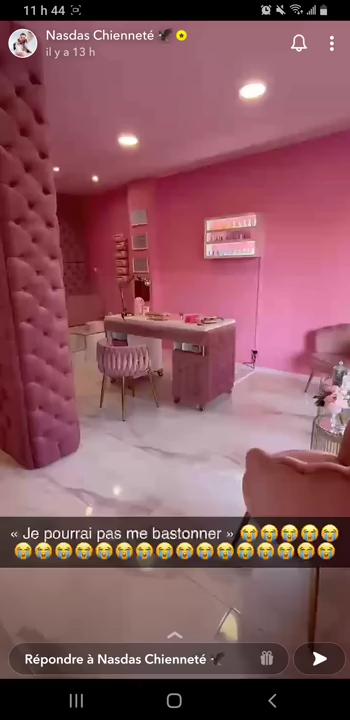 11 h 44
Nasdas Chienneté 🦅
il y a 13 h
« Je pourrai pas me bastonner » 😭😭😭😭😭
😭😭😭😭😭😭😭😭😭😭😭😭😭😭😭😭
Répondre à Nasdas Chienneté 🦅